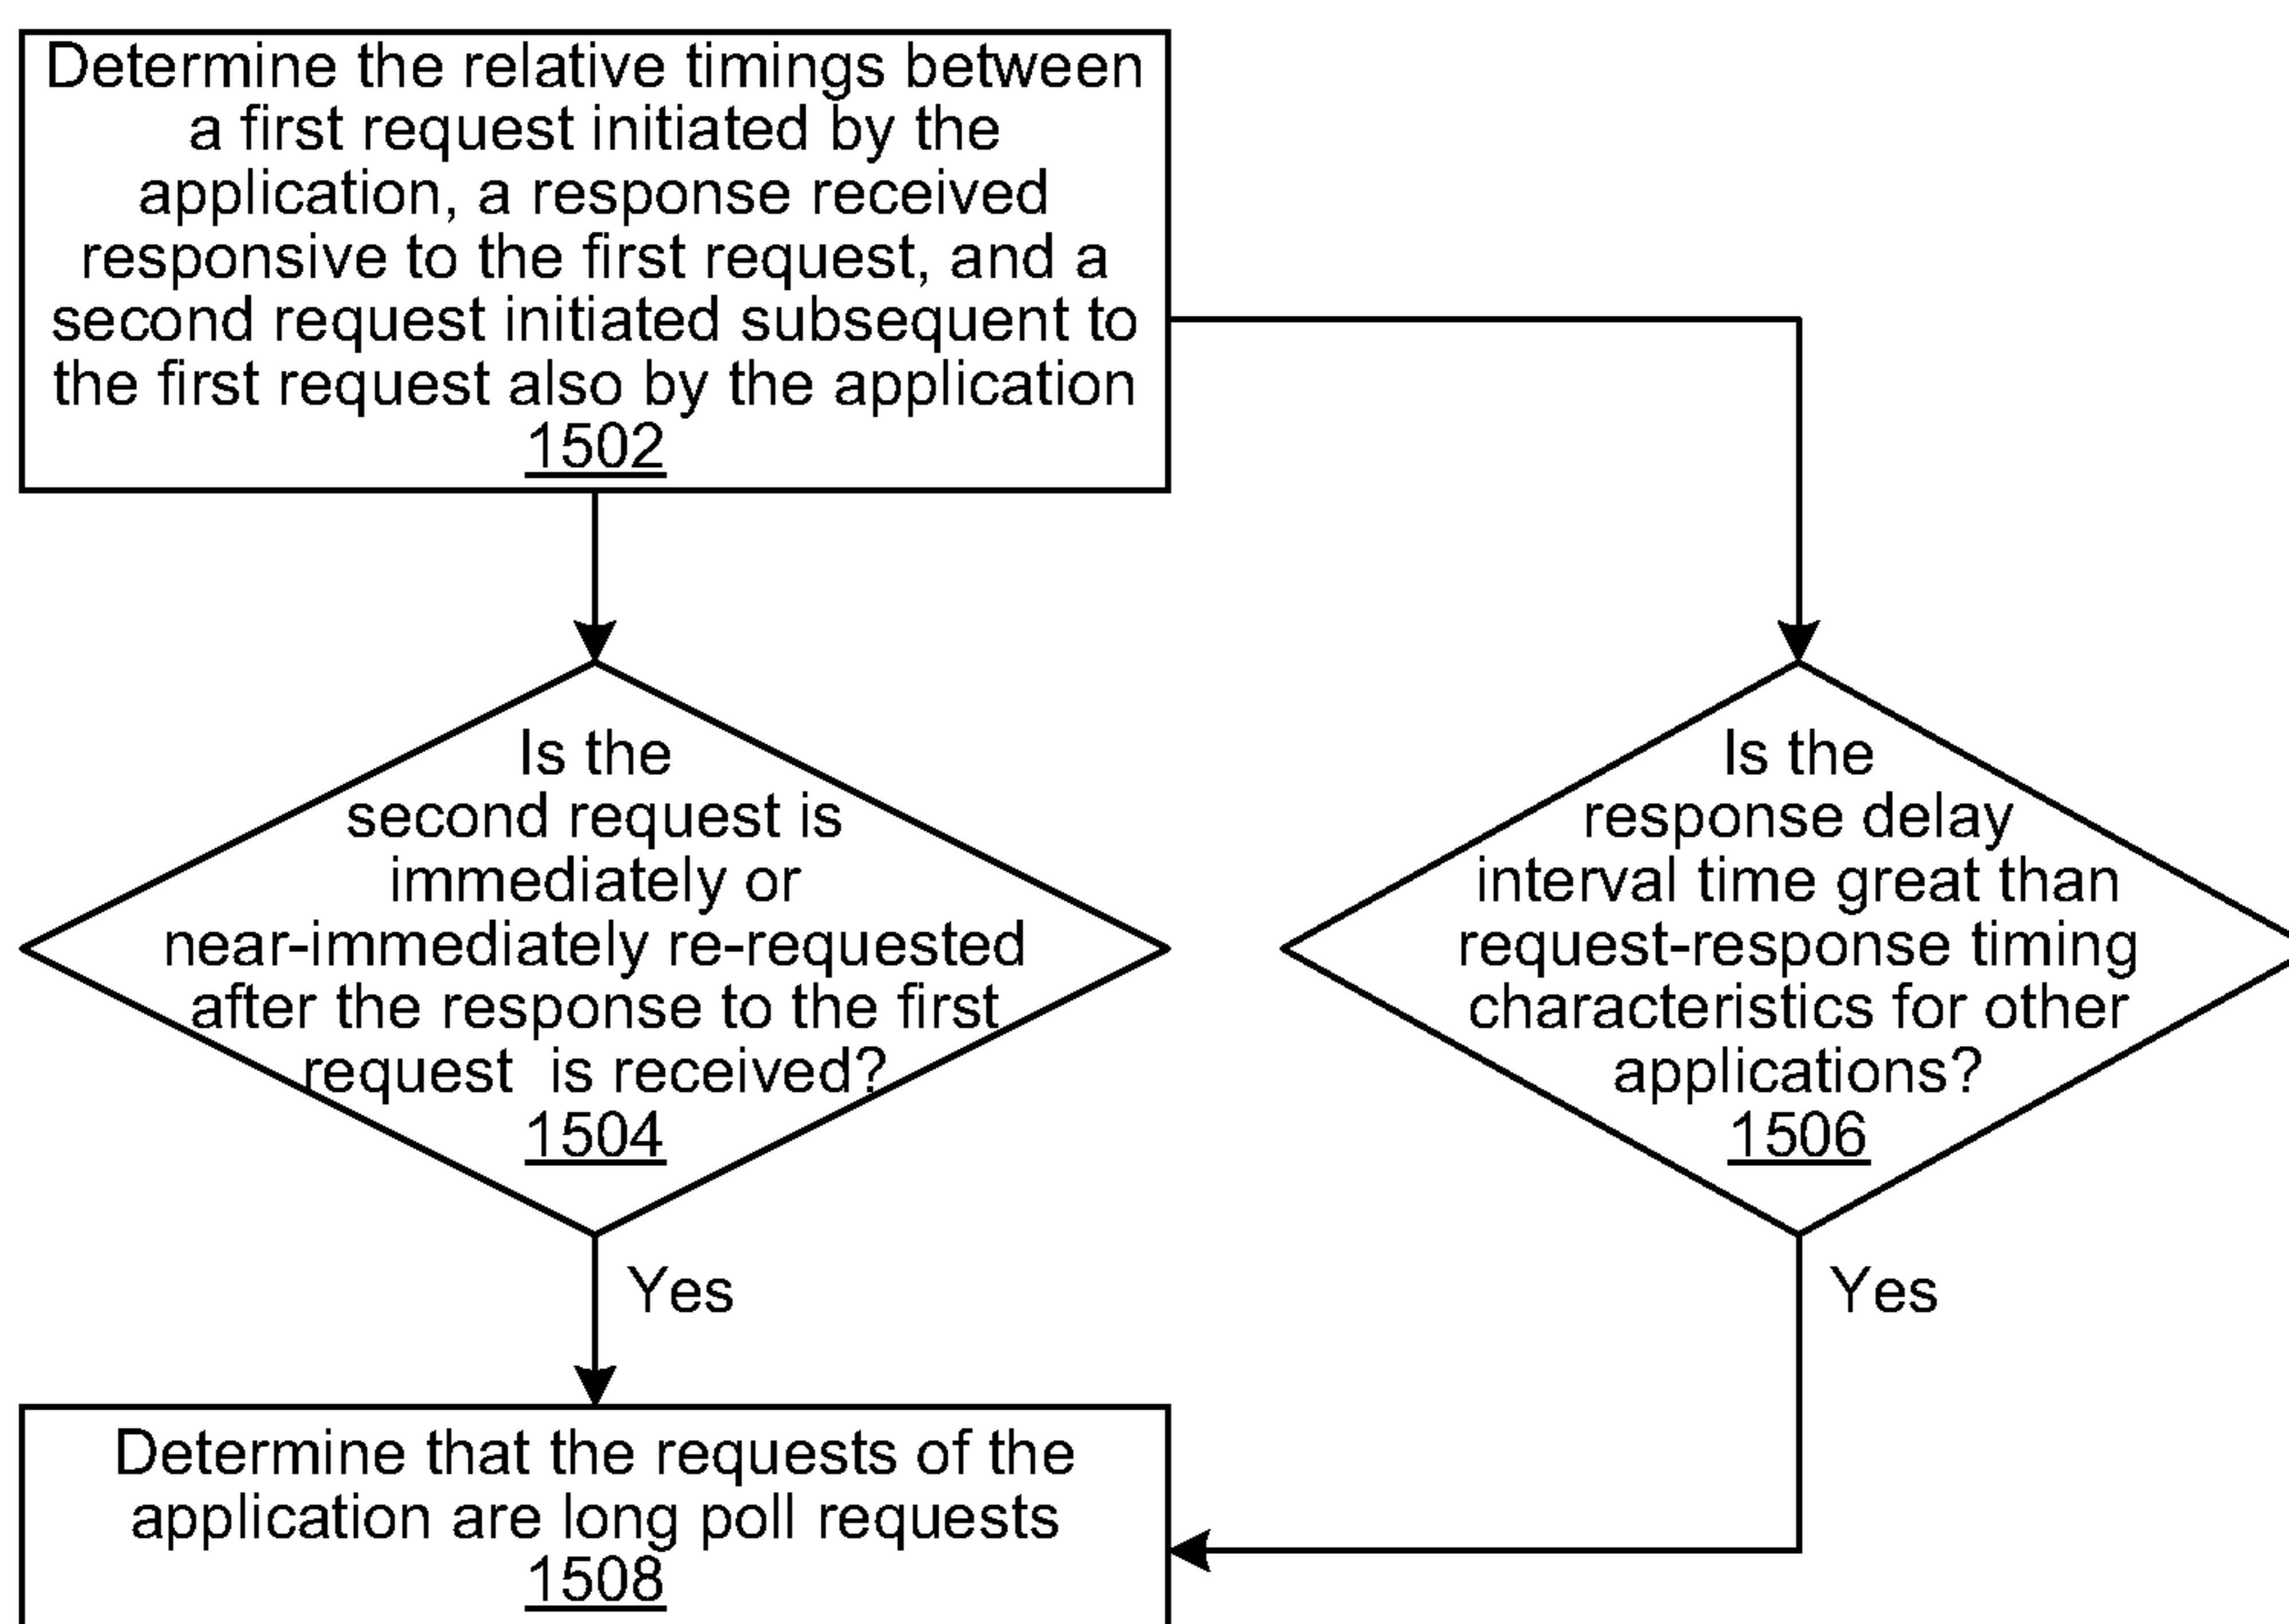 Determine the relative timings between
a first request initiated by the
application, a response received
responsive to the first request, and a
second request initiated subsequent to
the first request also by the application
1502
Is the
second request is
immediately or
near-immediately re-requested
after the response to the first
request is received?
1504
Yes
Is the
response delay
interval time great than
request-response timing
characteristics for other
applications?
1506
Yes
Determine that the requests of the
application are long poll requests
1508